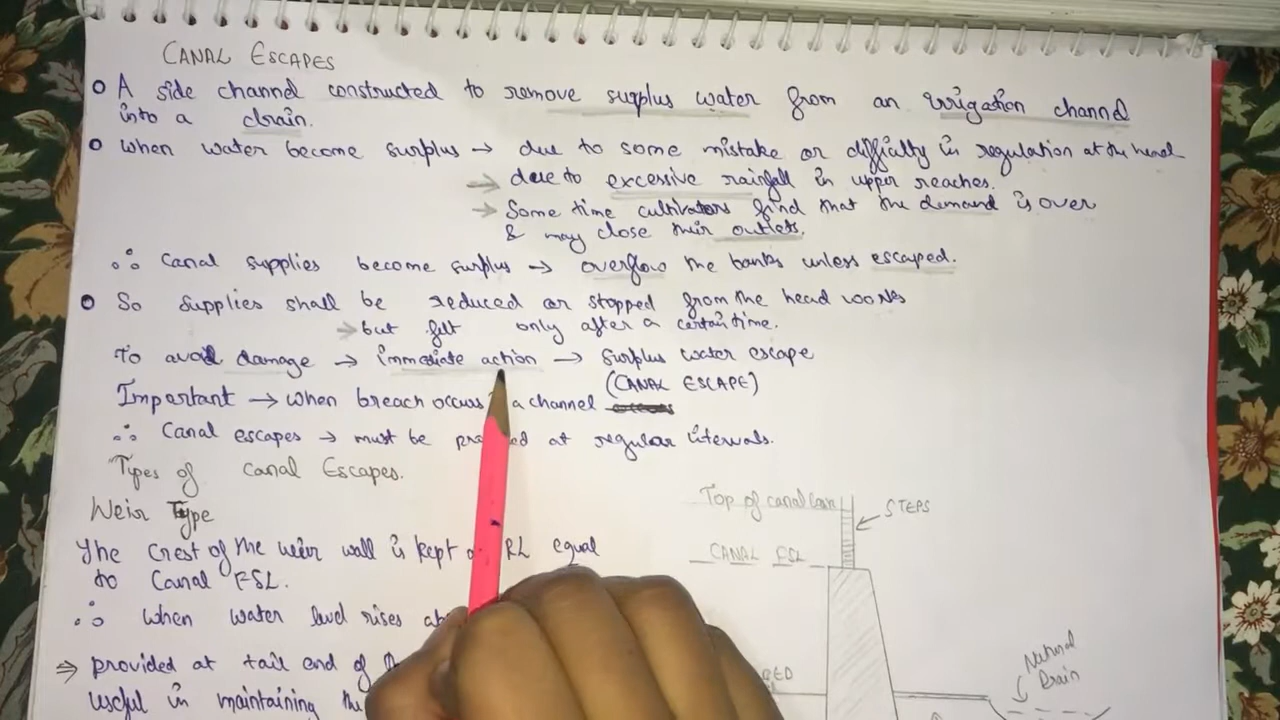 CANAL ESCAPES
o A side channel constructed to remove surplus water from an irrigation channel
into a drain.
o When water become surplus → due to some mistake or difficulty in regulation at the head
→ due to excessive rainfall in upper reaches.
→ Some time cultivators find that the demand is over
& may close their outlets.
∴ Canal supplies become surplus → overflow the banks unless escaped.
o So supplies shall be reduced or stopped from the head works
→ but felt only after a certain time.
To avoid damage → immediate action → surplus water escape
(CANAL ESCAPE)
Important → when breach occurs a channel
∴ Canal escapes → must be at regular intervals.
Types of Canal Escapes.
Weir Type
The crest of the weir wall is kept RL equal
to Canal FSL.
∴ when water level rises
⇒ provided at tail end of
useful in maintaining the
Top of canal bank
STEPS
CANAL FSL
Natural
Drain